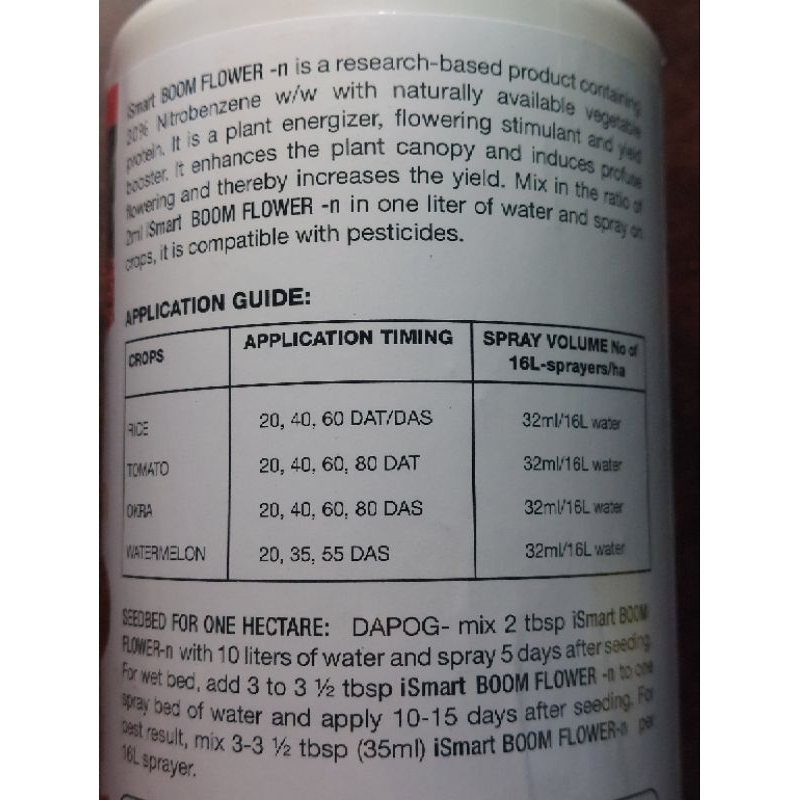 iSmart BOOM FLOWER -n is a research-based product containing
20% Nitrobenzene w/w with naturally available vegetable
protein. It is a plant energizer, flowering stimulant and yield
booster. It enhances the plant canopy and induces profuse
flowering and thereby increases the yield. Mix in the ratio of
2ml iSmart BOOM FLOWER -n in one liter of water and spray on
crops, it is compatible with pesticides.
APPLICATION GUIDE:
CROPS APPLICATION TIMING SPRAY VOLUME No of
16L-sprayers/ha
RICE 20, 40, 60 DAT/DAS 32ml/16L water
TOMATO 20, 40, 60, 80 DAT 32ml/16L water
OKRA 20, 40, 60, 80 DAS 32ml/16L water
WATERMELON 20, 35, 55 DAS 32ml/16L water
SEEDBED FOR ONE HECTARE: DAPOG- mix 2 tbsp iSmart BOOM
FLOWER-n with 10 liters of water and spray 5 days after seeding.
For wet bed, add 3 to 3 ½ tbsp iSmart BOOM FLOWER -n to one
spray bed of water and apply 10-15 days after seeding. For
best result, mix 3-3 ½ tbsp (35ml) iSmart BOOM FLOWER-n per
16L sprayer.